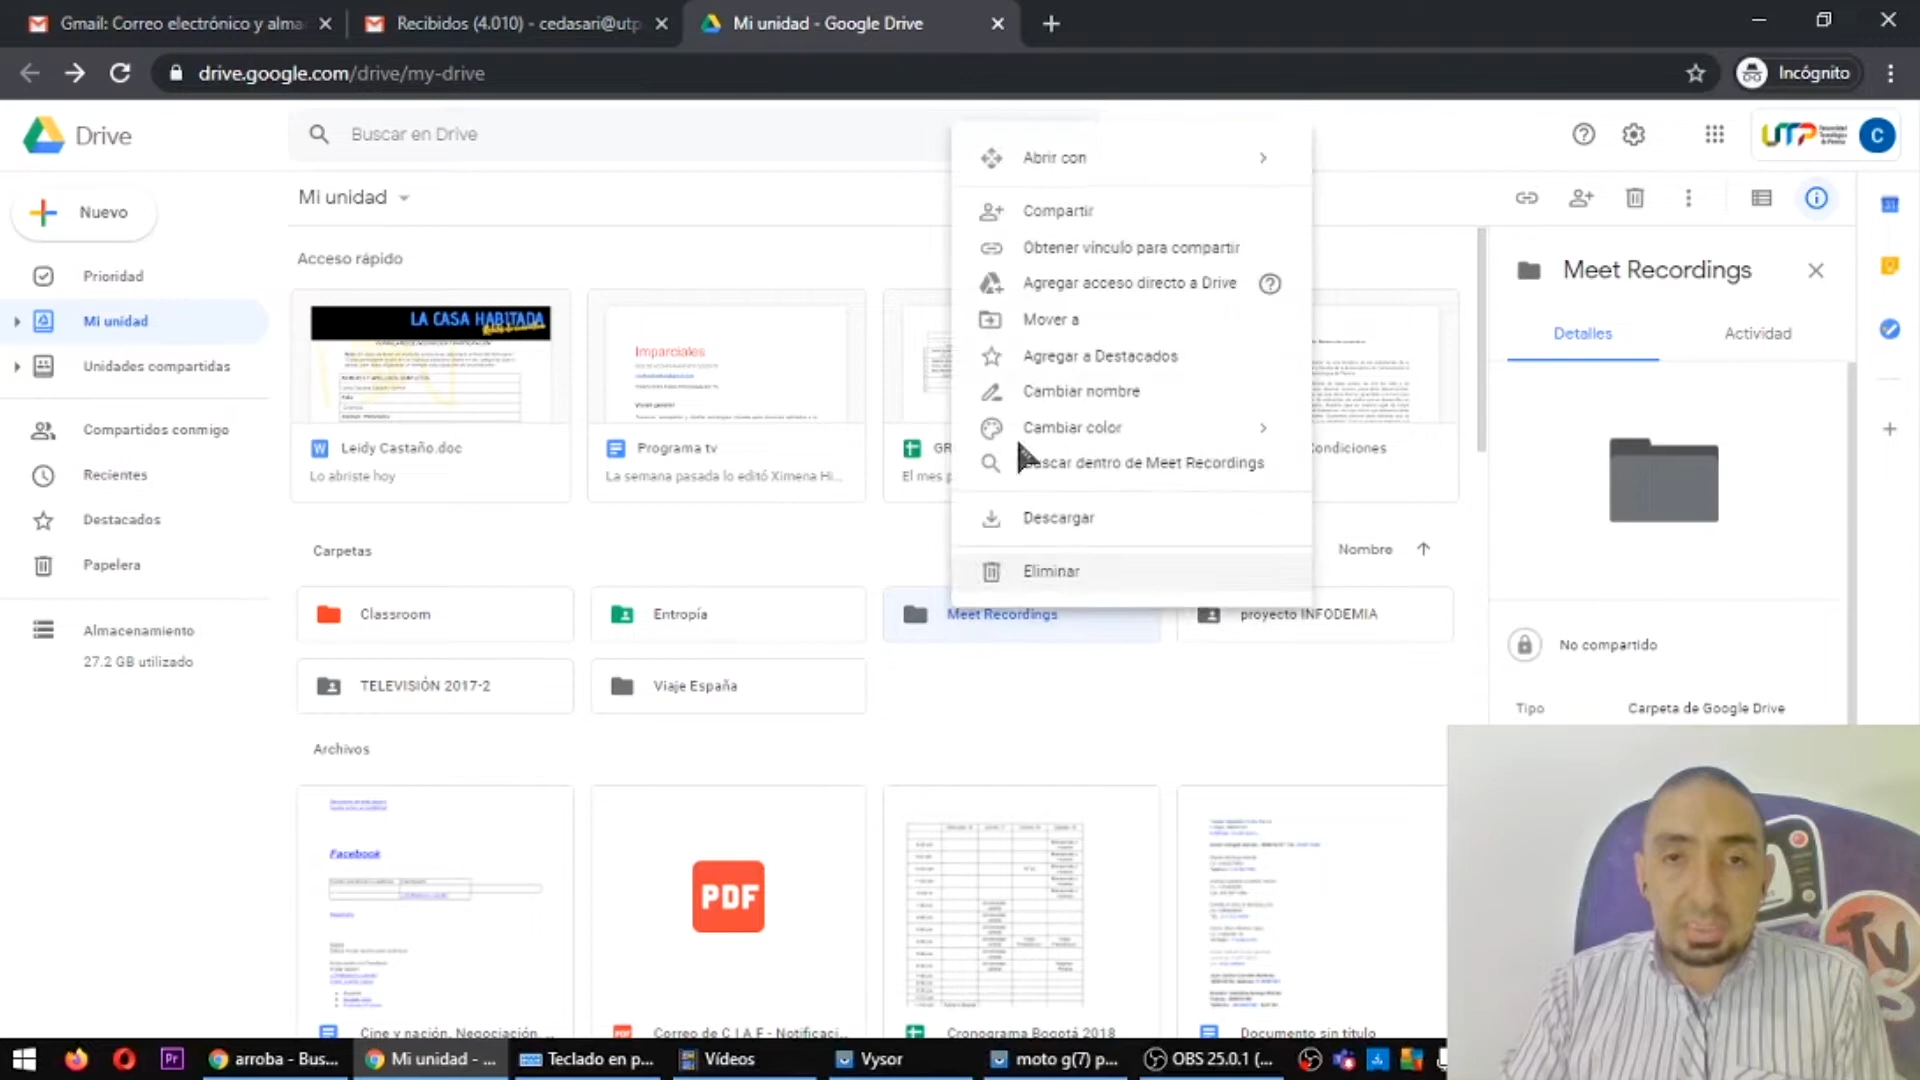 Gmail: Correo electrónico y alma
Recibidos (4.010) - cedasari@utp
Mi unidad - Google Drive
drive.google.com/drive/my-drive
Incógnito
Drive
Buscar en Drive
UTP
C
Nuevo
Mi unidad
Prioridad
Mi unidad
Unidades compartidas
Compartidos conmigo
Recientes
Destacados
Papelera
Almacenamiento
27.2 GB utilizado
Acceso rápido
LA CASA HABITADA
Leidy Castaño.doc
Lo abriste hoy
Imparciales
Programa tv
La semana pasada lo editó Ximena Hi...
GR
El mes p
Condiciones
Abrir con
Compartir
Obtener vínculo para compartir
Agregar acceso directo a Drive
Mover a
Agregar a Destacados
Cambiar nombre
Cambiar color
Buscar dentro de Meet Recordings
Descargar
Eliminar
Carpetas
Nombre
Classroom
Entropía
Meet Recordings
proyecto INFODEMIA
TELEVISIÓN 2017-2
Viaje España
Archivos
Facebook
PDF
Cine y nación. Negociación ...
Correo de C I A F - Notificaci...
Cronograma Bogotá 2018
Documento sin título
Meet Recordings
Detalles
Actividad
No compartido
Tipo
Carpeta de Google Drive
TV
arroba - Bus...
Mi unidad - ...
Teclado en p...
Vídeos
Vysor
moto g(7) p...
OBS 25.0.1 (...